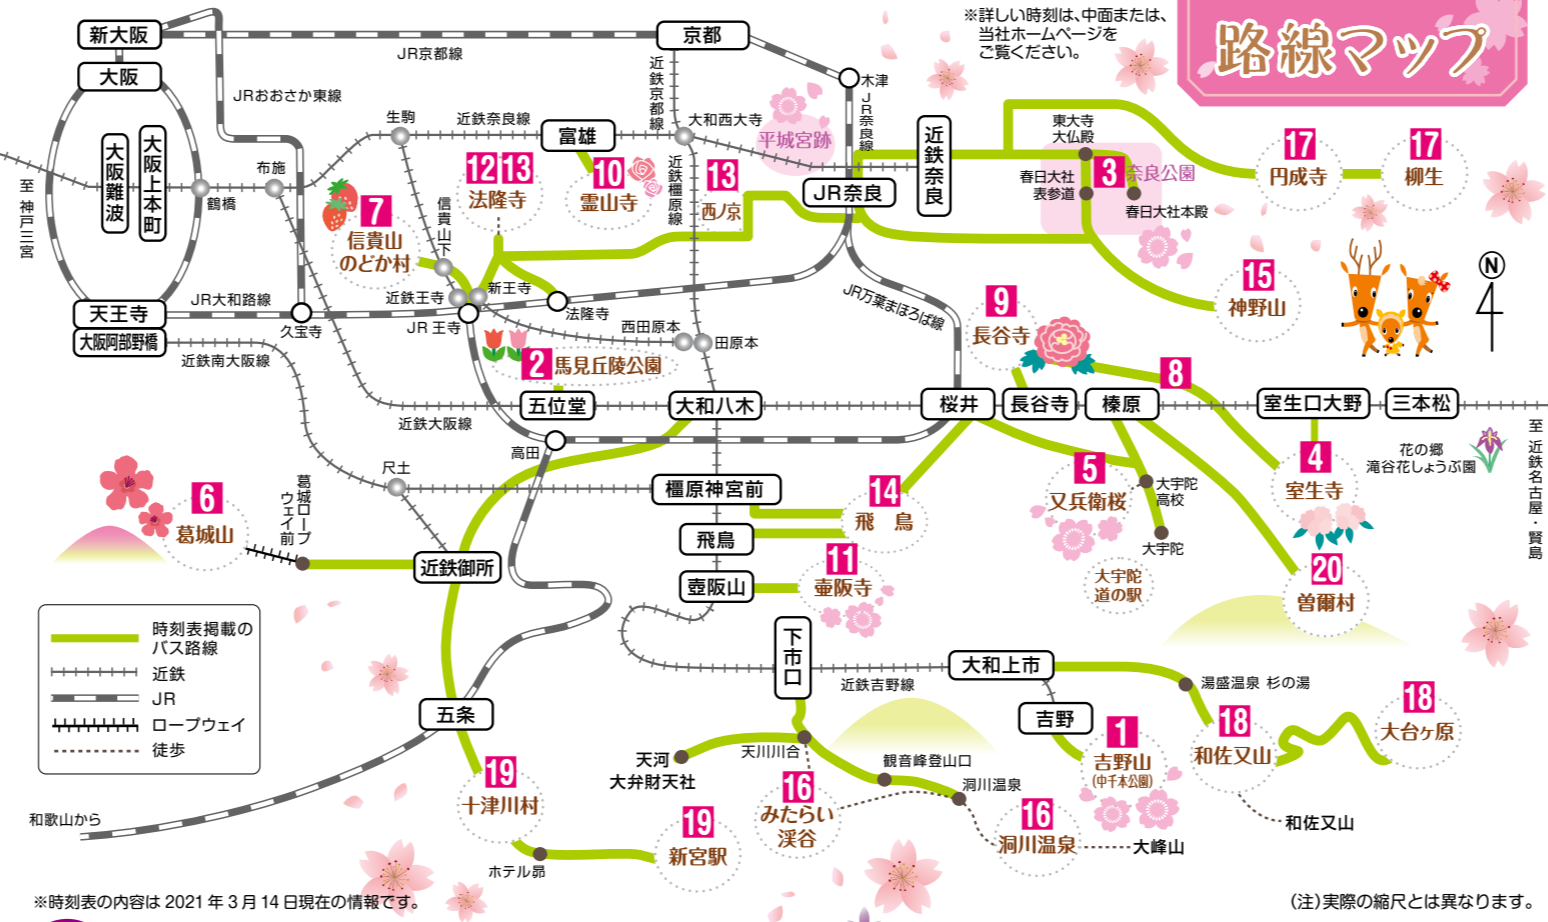 路線マップ
※詳しい時刻は、中面または、
当社ホームページを
ご覧ください。
新大阪
京都
JR京都線
木津
大阪
JRおおさか東線
近鉄京都線
JR奈良線
生駒
近鉄奈良線
富雄
大和西大寺
平城宮跡
近鉄奈良
東大寺
大仏殿
春日大社
表参道
3
奈良公園
春日大社本殿
17
円成寺
17
柳生
大阪難波
大阪上本町
布施
鶴橋
至 神戸三宮
12 13
法隆寺
10
霊山寺
近鉄橿原線
13
西ノ京
JR奈良
7
信貴山
のどか村
信貴山下
近鉄王寺
新王寺
JR 王寺
法隆寺
15
神野山
N
JR大和路線
天王寺
大阪阿部野橋
久宝寺
近鉄南大阪線
西田原本
田原本
JR万葉まほろば線
9
長谷寺
2
馬見丘陵公園
8
五位堂
大和八木
桜井
長谷寺
榛原
室生口大野
三本松
近鉄大阪線
高田
至 近鉄名古屋・賢島
花の郷
滝谷花しょうぶ園
4
室生寺
尺土
橿原神宮前
14
飛 鳥
5
又兵衛桜
大宇陀
高校
大宇陀
6
葛城山
葛城ロープ
ウェイ前
飛鳥
近鉄御所
壺阪山
11
壷阪寺
大宇陀
道の駅
20
曽爾村
時刻表掲載の
バス路線
近鉄
JR
ロープウェイ
徒歩
下市口
近鉄吉野線
大和上市
湯盛温泉 杉の湯
五条
吉野
1
吉野山
(中千本公園)
18
和佐又山
18
大台ヶ原
天河
大弁財天社
天川川合
観音峰登山口
洞川温泉
19
十津川村
16
みたらい
渓谷
16
洞川温泉
大峰山
和佐又山
和歌山から
ホテル昴
19
新宮駅
※時刻表の内容は 2021 年 3 月 14 日現在の情報です。
(注)実際の縮尺とは異なります。